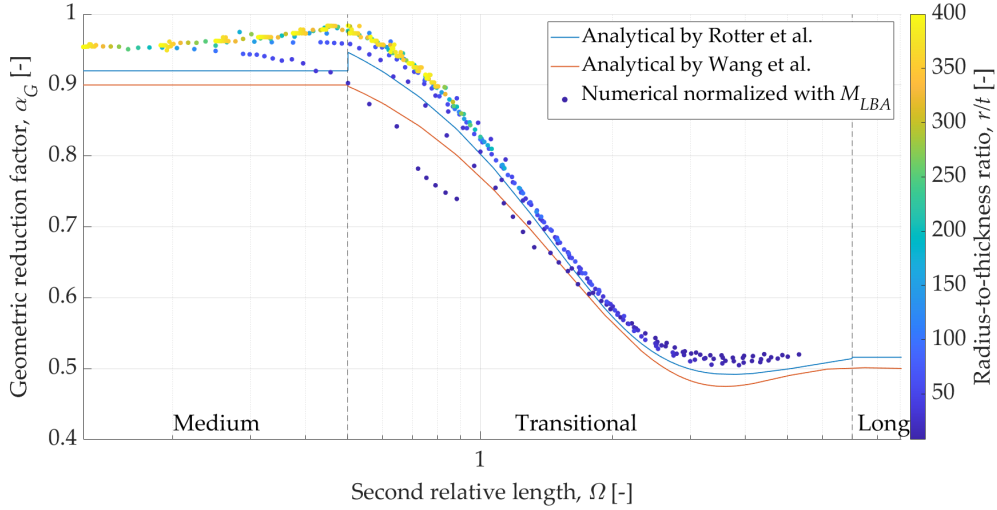 Geometric reduction factor, α_G [-]
1
0.9
0.8
0.7
0.6
0.5
0.4
Analytical by Rotter et al.
Analytical by Wang et al.
Numerical normalized with M_LBA
Medium
Transitional
Long
1
Second relative length, Ω [-]
400
350
300
250
200
150
100
50
Radius-to-thickness ratio, r/t [-]